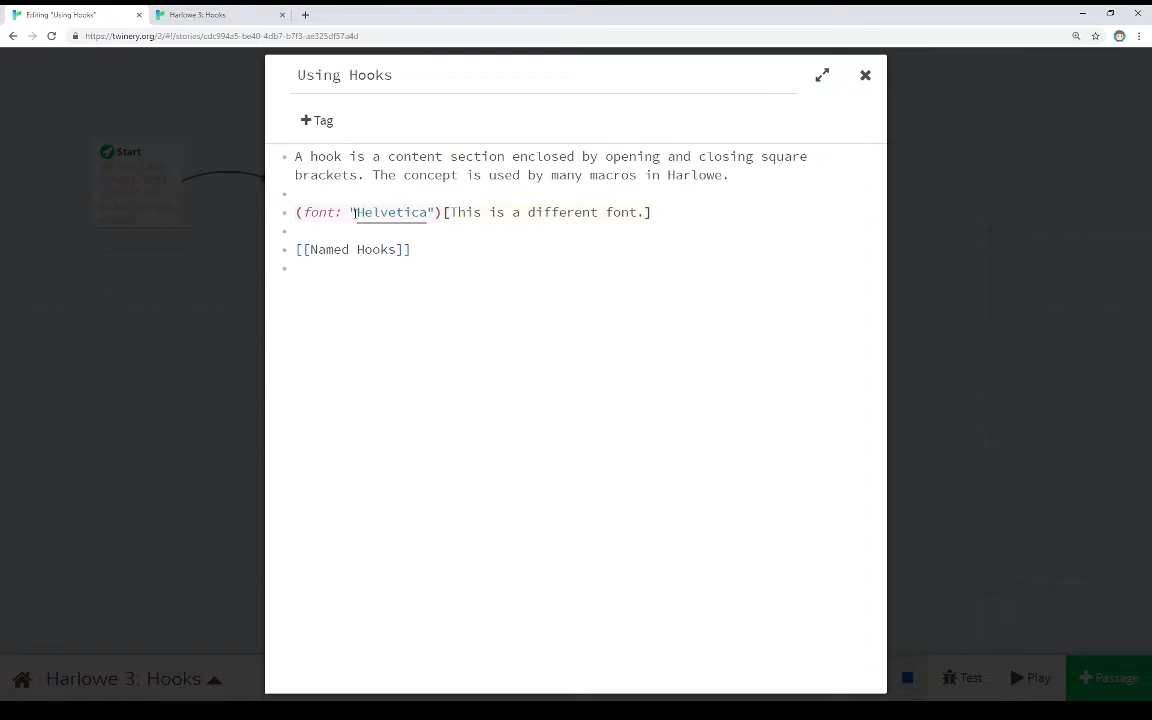 Editing "Using Hooks"
Harlowe 3: Hooks
https://twinery.org/2/#!/stories/cdc994a5-be40-4db7-b7f3-ae325df57a4d
Using Hooks
+Tag
Start
A hook is a content section enclosed by opening and closing square
brackets. The concept is used by many macros in Harlowe.
(font: "Helvetica")[This is a different font.]
[[Named Hooks]]
Harlowe 3: Hooks
Test
Play
+Passage